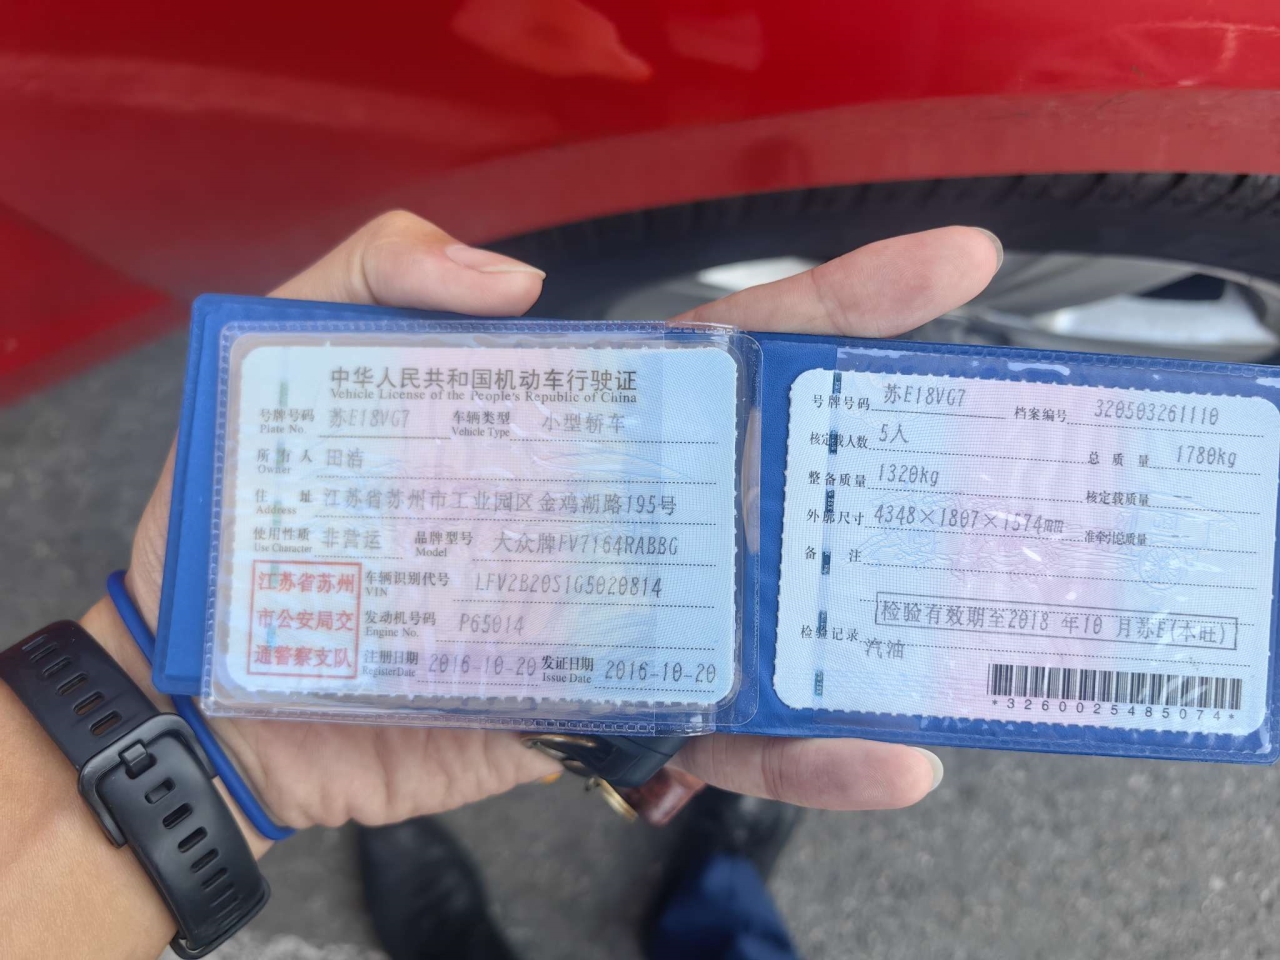 中华人民共和国机动车行驶证
Vehicle License of the People's Republic of China
号牌号码 苏E18VG7 车辆类型 小型轿车
Plate No. Vehicle Type
所有人 田浩
Owner
住址 江苏省苏州市工业园区金鸡湖路195号
Address
使用性质 非营运 品牌型号 大众牌FV7164RABBG
Use Character Model
江苏省苏州
市公安局交
通警察支队
车辆识别代号 LFV2B20S1G5020814
VIN
发动机号码 P65014
Engine No.
注册日期 2016-10-20 发证日期 2016-10-20
Register Date Issue Date
号牌号码 苏E18VG7 档案编号 320503261110
核定载人数 5人 总质量 1780kg
整备质量 1320kg 核定载质量 --
外廓尺寸 4348×1807×1574mm 准牵引总质量
备注
检验有效期至2018 年10 月苏E(本旺)
检验记录 汽油
*3260025485074*